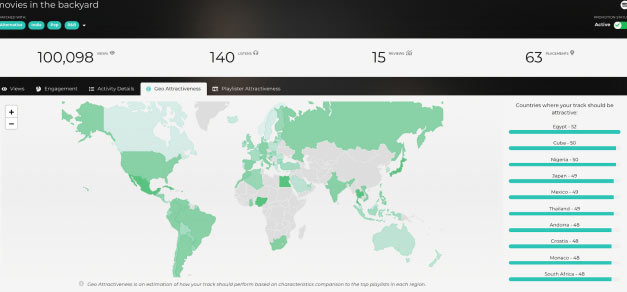 movies in the backyard
MATCHED WITH:
Alternative Indie Pop R&B
PROMOTION STATUS
Active
100,098 VIEWS
140 LISTENS
15 REVIEWS
63 PLACEMENTS
Views Engagement Activity Details Geo Attractiveness Playlister Attractiveness
+
−
Countries where your track should be
attractive:
Egypt - 52
Cuba - 50
Nigeria - 50
Japan - 49
Mexico - 49
Thailand - 49
Andorra - 48
Croatia - 48
Monaco - 48
South Africa - 48
Geo Attractiveness is an estimation of how your track should perform based on characteristics comparison to the top playlists in each region.